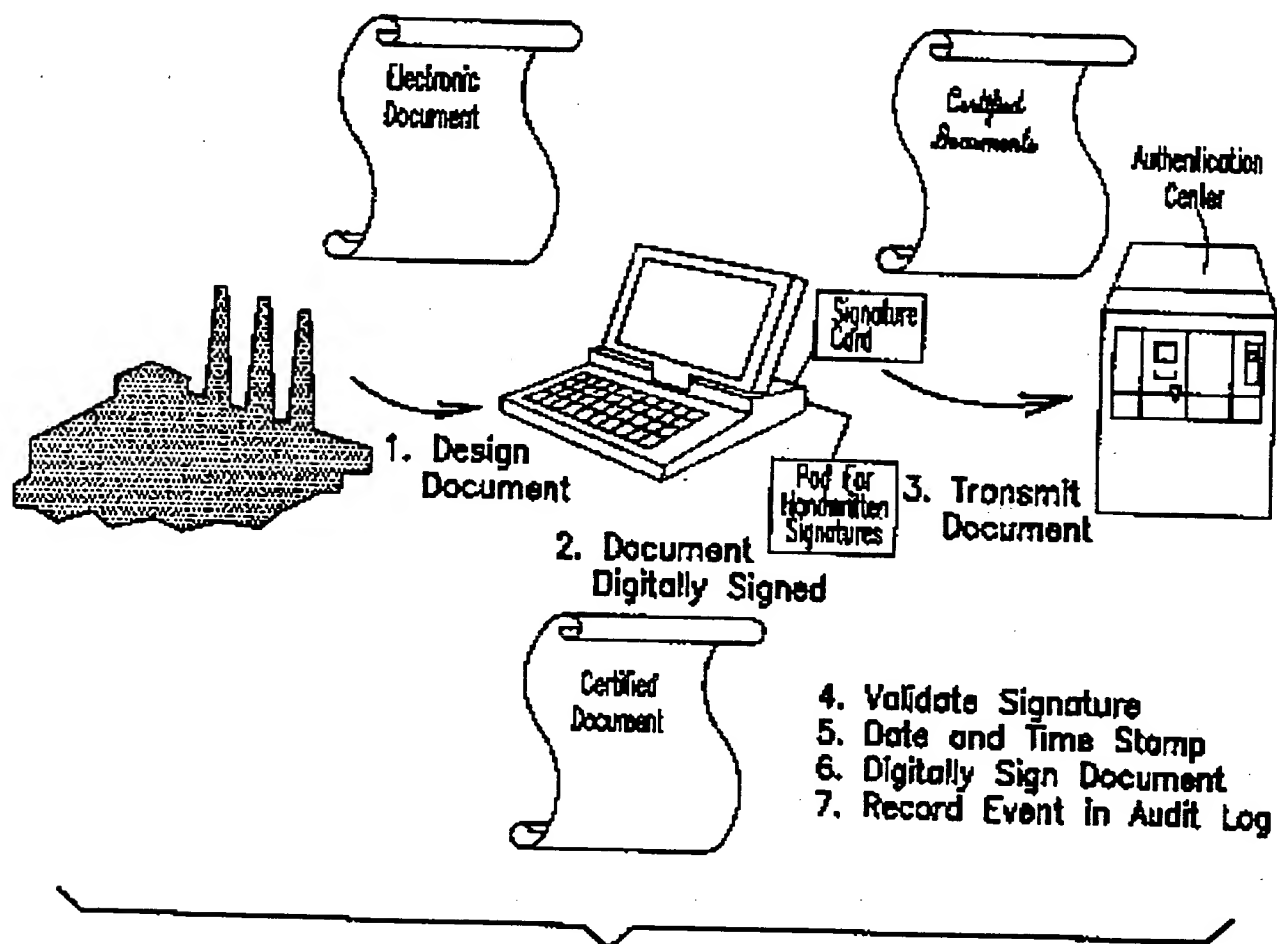 Electronic
Document
Certified
Documents
Authentication
Center
Signature
Card
1. Design
Document
Pad For
Handwritten
Signatures
3. Transmit
Document
2. Document
Digitally Signed
Certified
Document
4. Validate Signature
5. Date and Time Stamp
6. Digitally Sign Document
7. Record Event in Audit Log